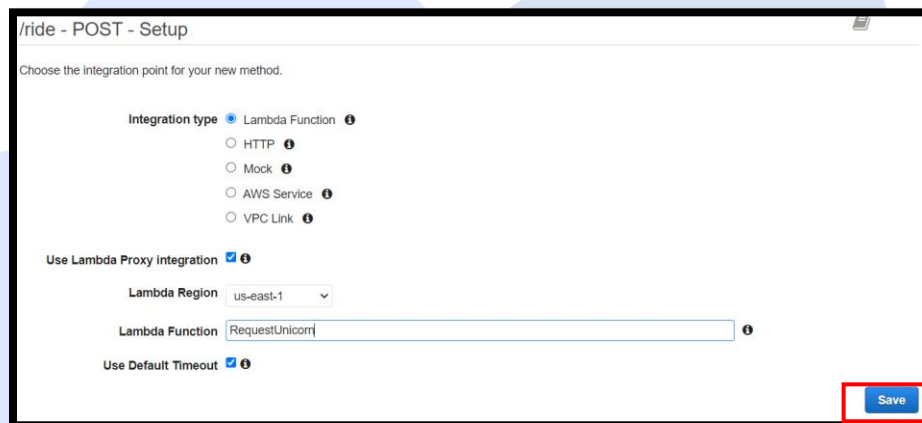 /ride - POST - Setup
Choose the integration point for your new method.
Integration type Lambda Function
HTTP
Mock
AWS Service
VPC Link
Use Lambda Proxy integration
Lambda Region us-east-1
Lambda Function RequestUnicorn
Use Default Timeout
Save